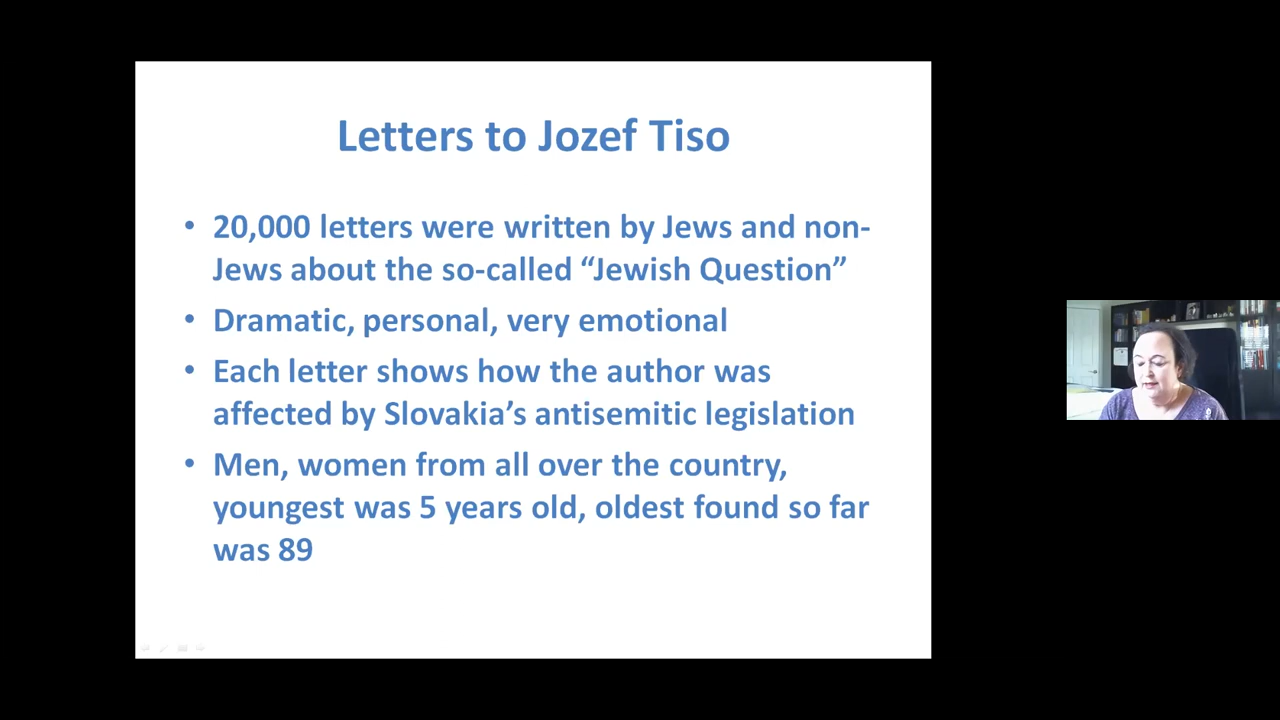 Letters to Jozef Tiso
• 20,000 letters were written by Jews and non-
Jews about the so-called “Jewish Question”
• Dramatic, personal, very emotional
• Each letter shows how the author was
affected by Slovakia’s antisemitic legislation
• Men, women from all over the country,
youngest was 5 years old, oldest found so far
was 89